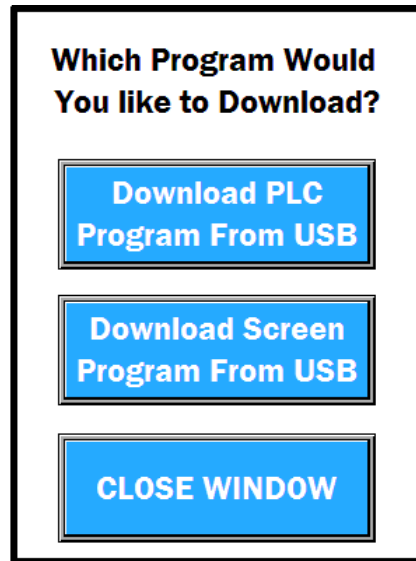 Which Program Would
You like to Download?
Download PLC
Program From USB
Download Screen
Program From USB
CLOSE WINDOW